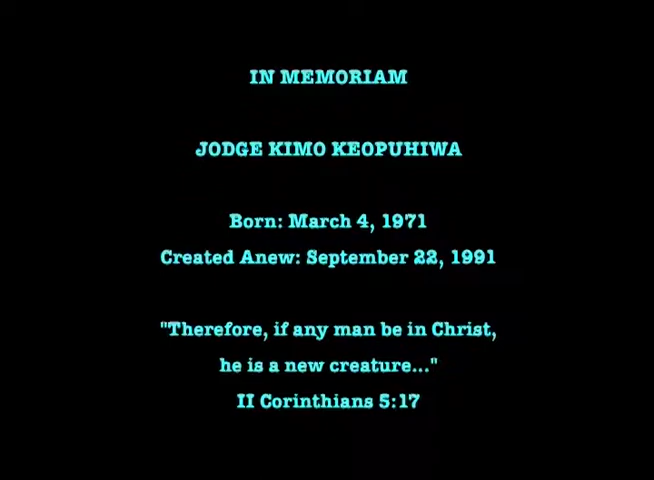 IN MEMORIAM
JODGE KIMO KEOPUHIWA
Born: March 4, 1971
Created Anew: September 22, 1991
"Therefore, if any man be in Christ,
he is a new creature..."
II Corinthians 5:17